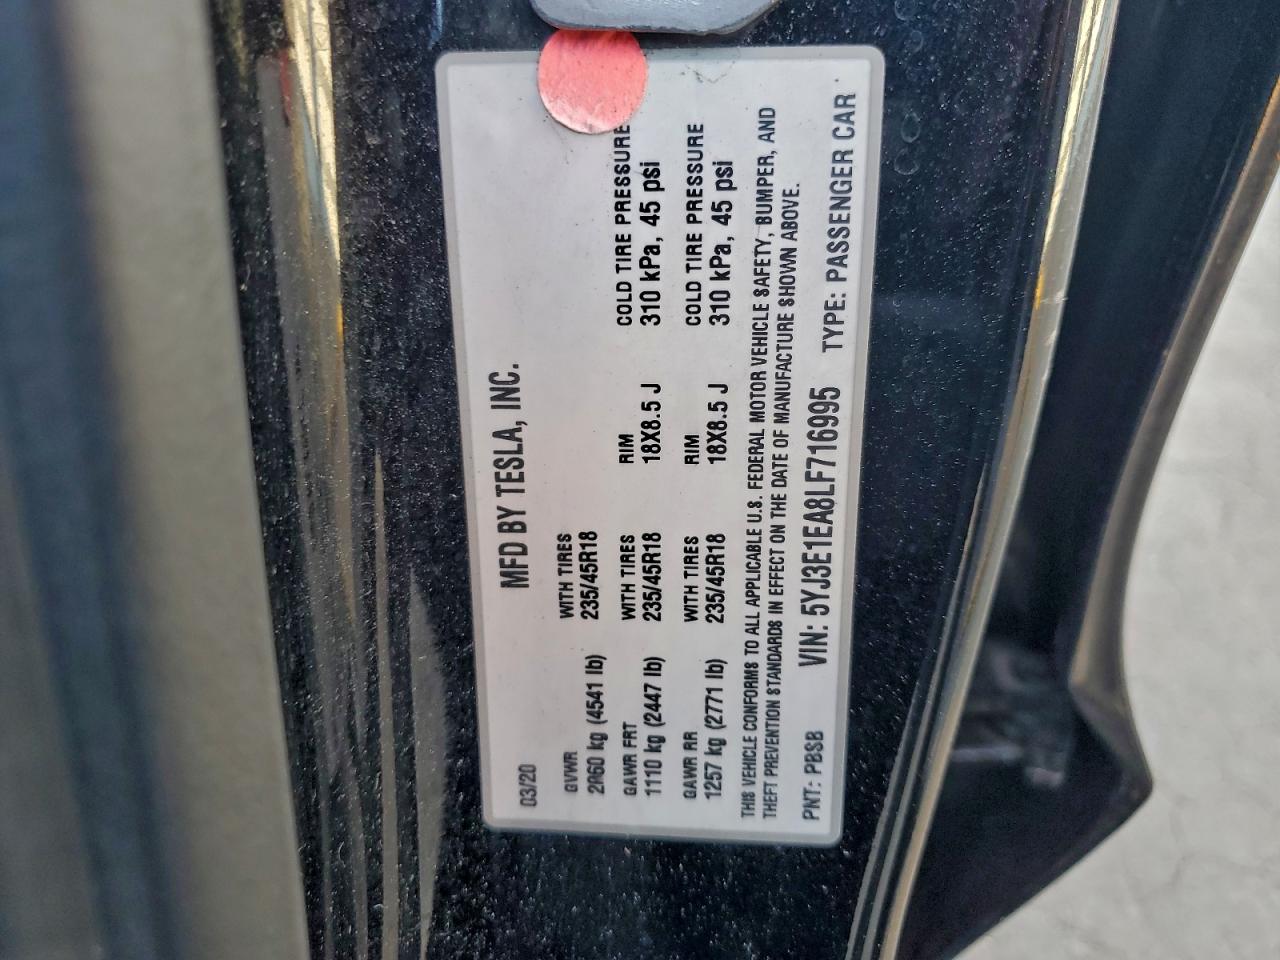 MFD BY TESLA, INC.
03/20
GVWR WITH TIRES
2060 kg (4541 lb) 235/45R18
GAWR FRT WITH TIRES RIM COLD TIRE PRESSURE
1110 kg (2447 lb) 235/45R18 18X8.5 J 310 kPa, 45 psi
GAWR RR WITH TIRES RIM COLD TIRE PRESSURE
1257 kg (2771 lb) 235/45R18 18X8.5 J 310 kPa, 45 psi
THIS VEHICLE CONFORMS TO ALL APPLICABLE U.S. FEDERAL MOTOR VEHICLE SAFETY, BUMPER, AND
THEFT PREVENTION STANDARDS IN EFFECT ON THE DATE OF MANUFACTURE SHOWN ABOVE.
PNT: PBSB VIN: 5YJ3E1EA8LF716995 TYPE: PASSENGER CAR